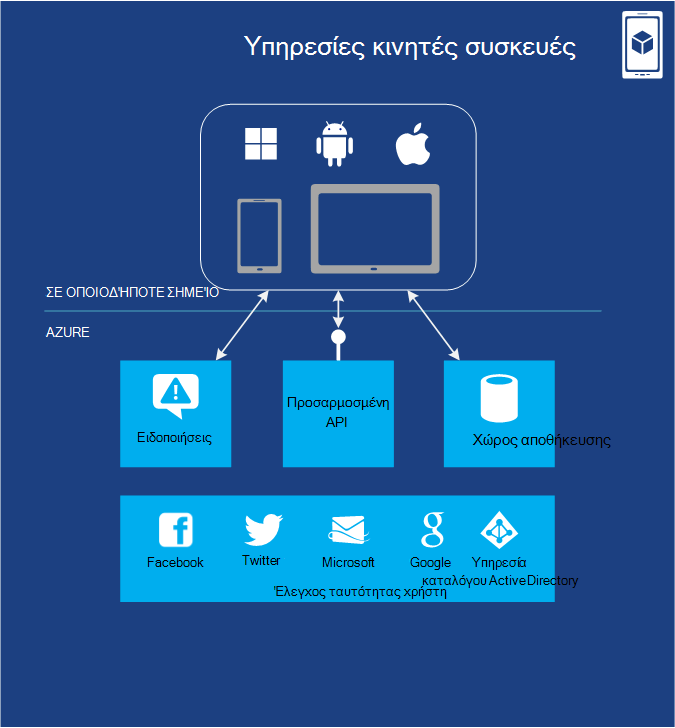 Υπηρεσίες κινητές συσκευές
ΣΕ ΟΠΟΙΟΔΉΠΟΤΕ ΣΗΜΕΊΟ
AZURE
Ειδοποιήσεις
Προσαρμοσμένη
API
Χώρος αποθήκευσης
Facebook
Twitter
Microsoft
Google
Υπηρεσία
καταλόγου Active Directory
Έλεγχος ταυτότητας χρήστη